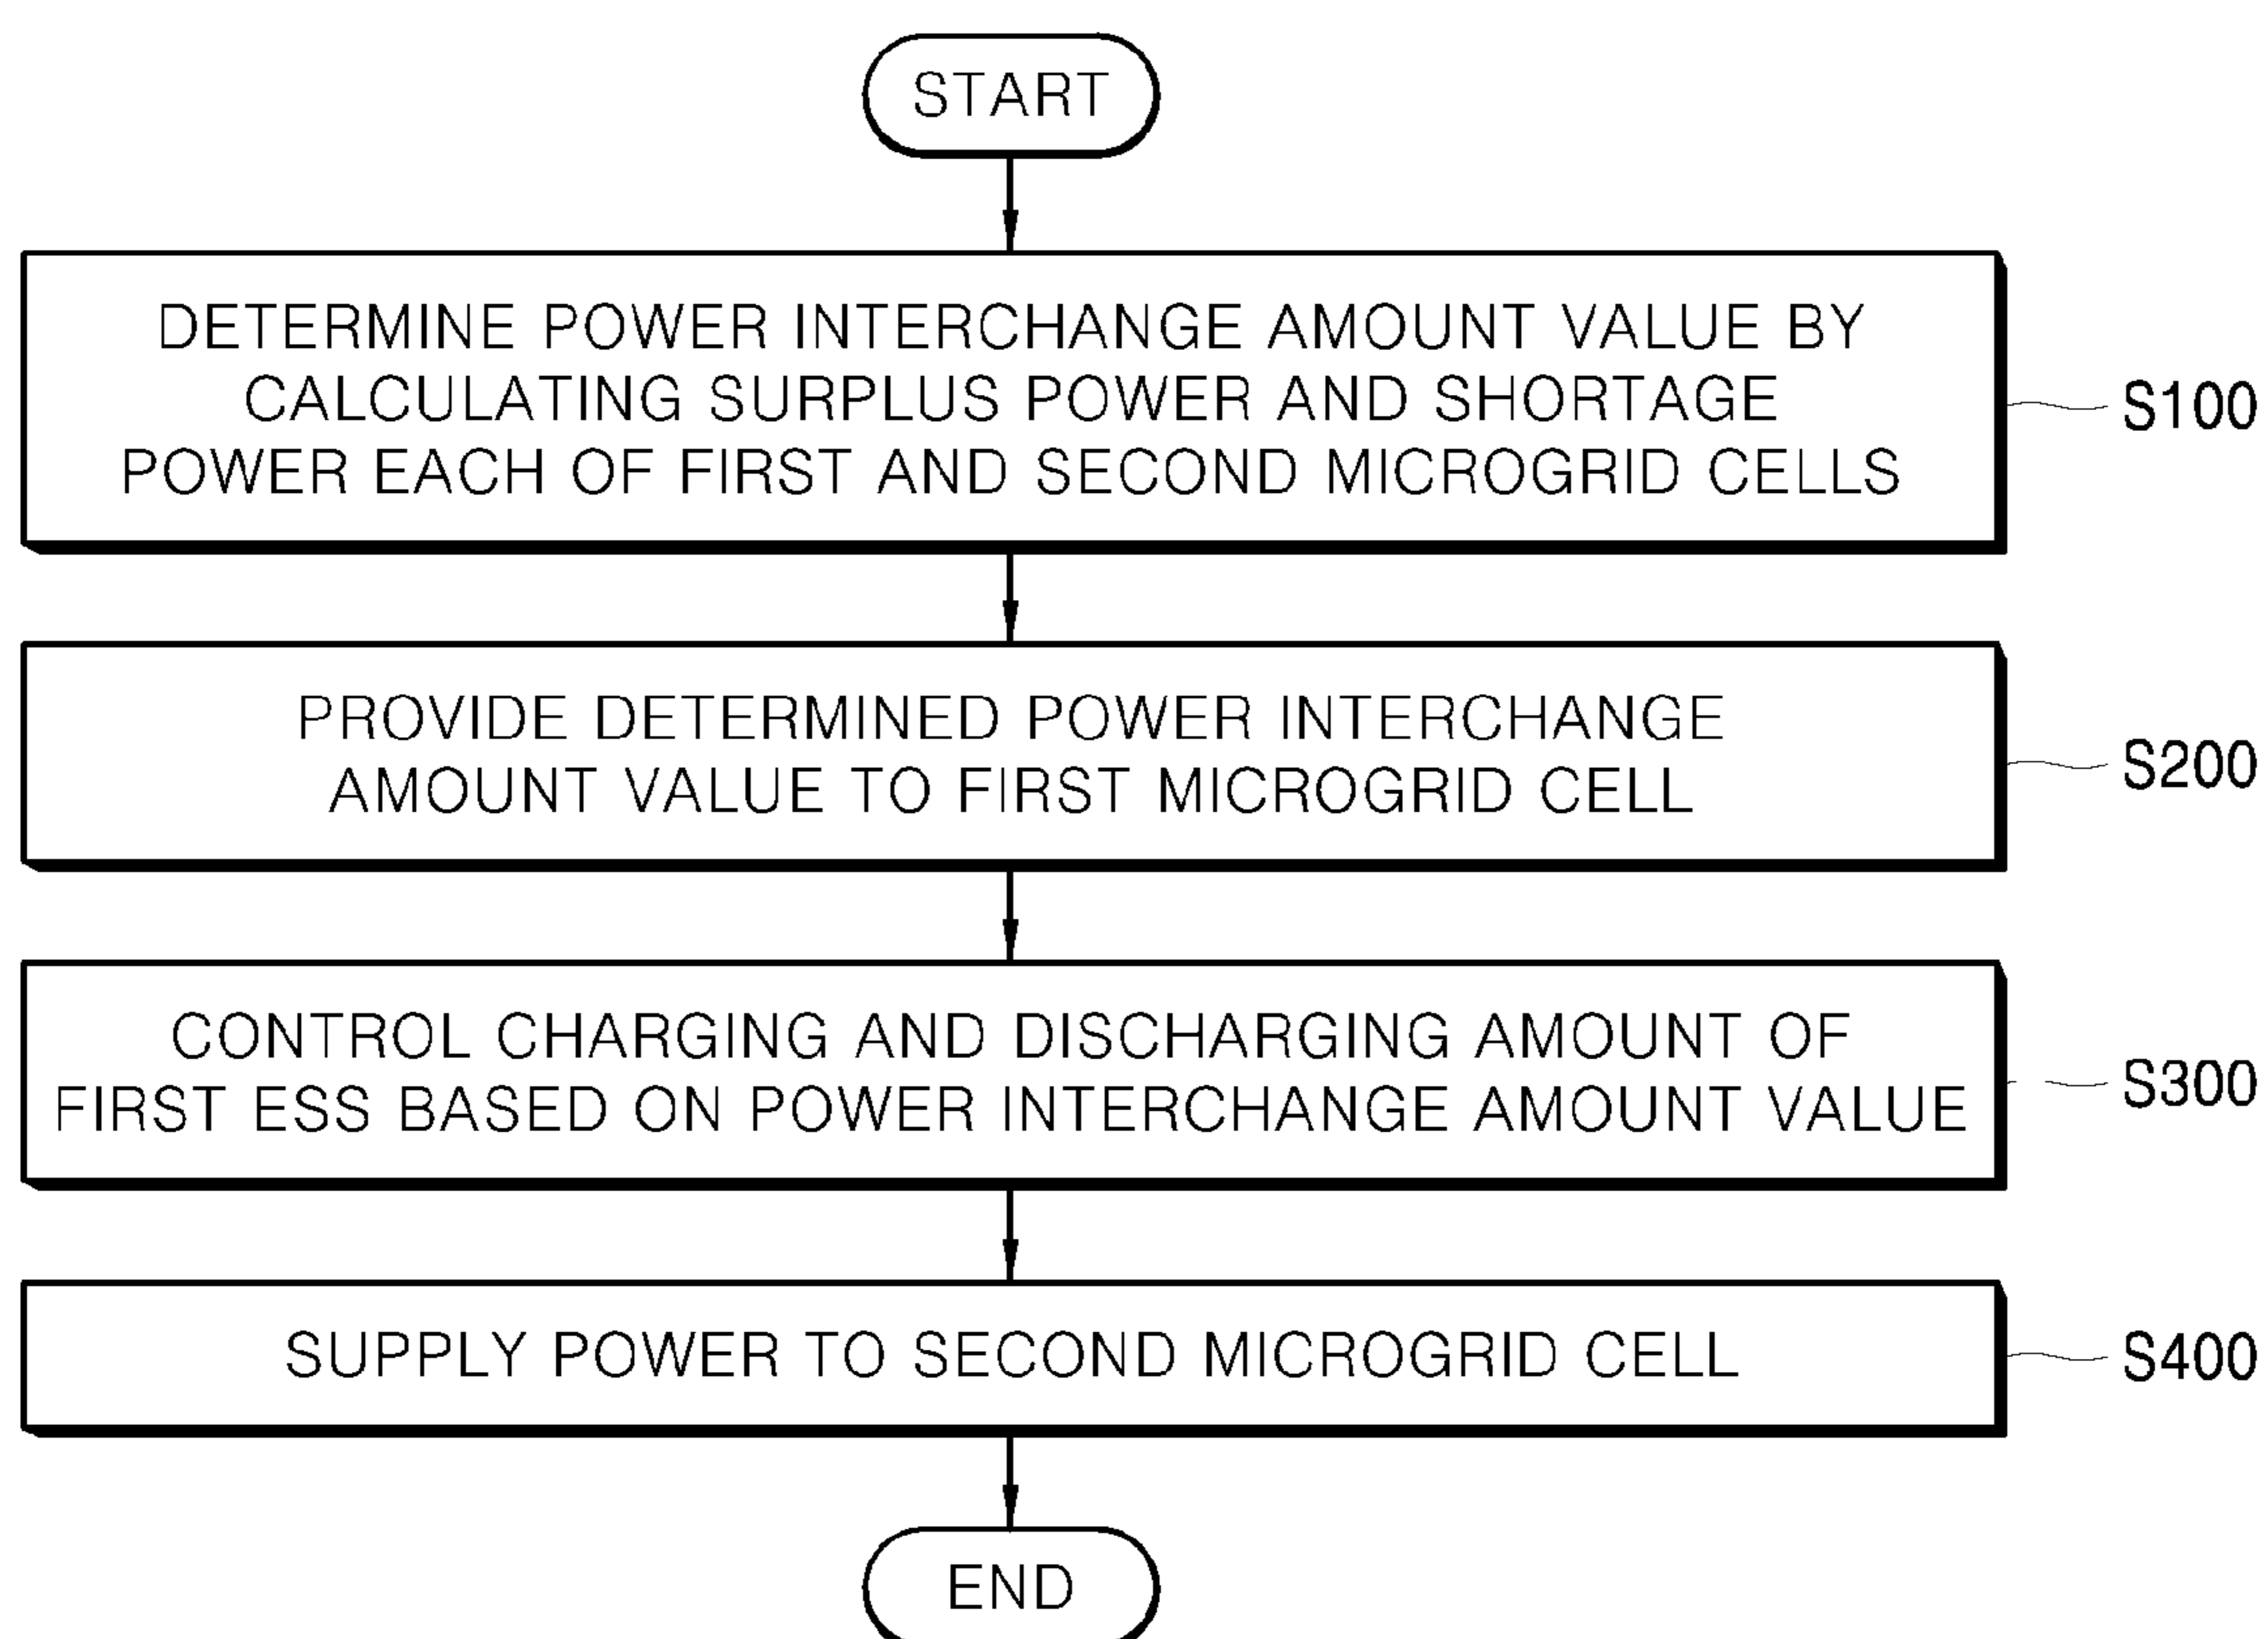 START
DETERMINE POWER INTERCHANGE AMOUNT VALUE BY
CALCULATING SURPLUS POWER AND SHORTAGE
POWER EACH OF FIRST AND SECOND MICROGRID CELLS
S100
PROVIDE DETERMINED POWER INTERCHANGE
AMOUNT VALUE TO FIRST MICROGRID CELL
S200
CONTROL CHARGING AND DISCHARGING AMOUNT OF
FIRST ESS BASED ON POWER INTERCHANGE AMOUNT VALUE
S300
SUPPLY POWER TO SECOND MICROGRID CELL
S400
END